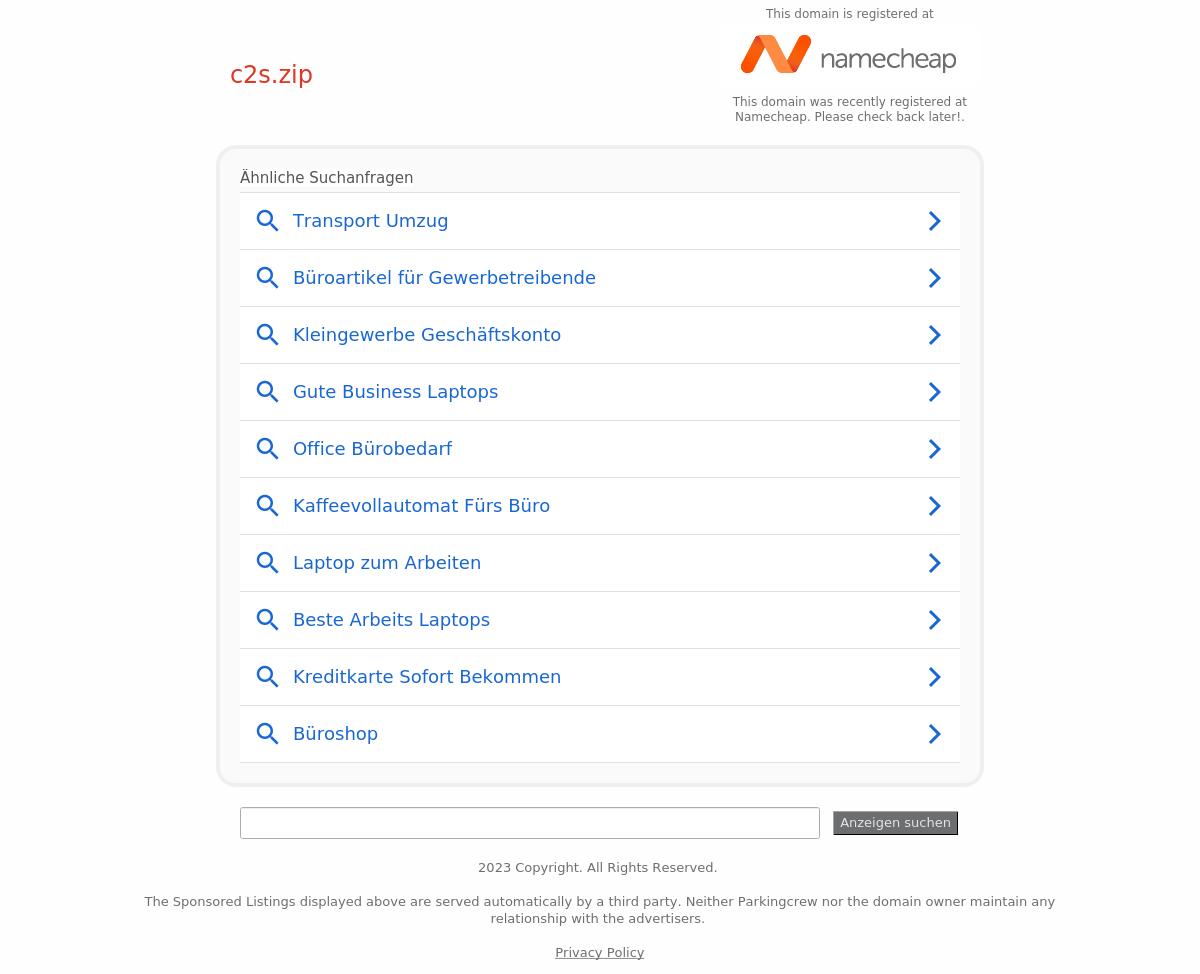 This domain is registered at
namecheap
c2s.zip
This domain was recently registered at
Namecheap. Please check back later!.
Ähnliche Suchanfragen
Transport Umzug
Büroartikel für Gewerbetreibende
Kleingewerbe Geschäftskonto
Gute Business Laptops
Office Bürobedarf
Kaffeevollautomat Fürs Büro
Laptop zum Arbeiten
Beste Arbeits Laptops
Kreditkarte Sofort Bekommen
Büroshop
Anzeigen suchen
2023 Copyright. All Rights Reserved.
The Sponsored Listings displayed above are served automatically by a third party. Neither Parkingcrew nor the domain owner maintain any
relationship with the advertisers.
Privacy Policy